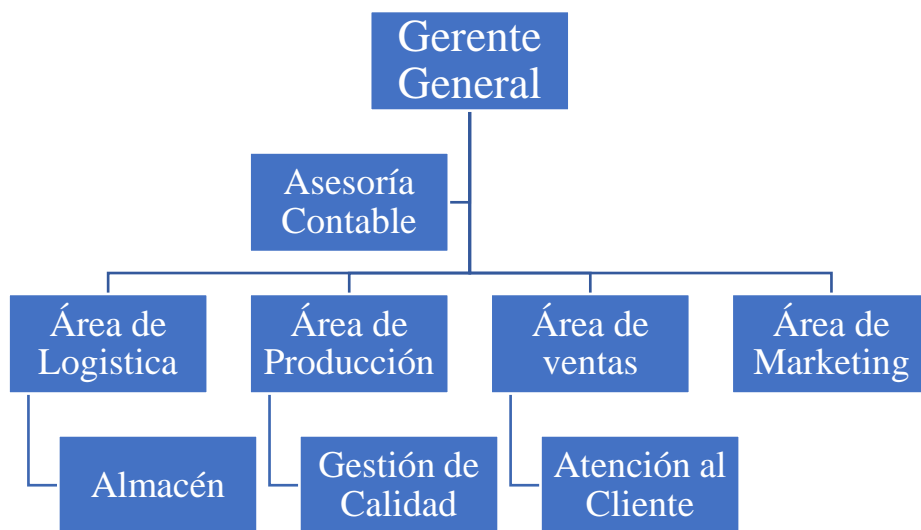 Gerente
General
Asesoría
Contable
Área de
Logistica
Área de
Producción
Área de
ventas
Área de
Marketing
Almacén
Gestión de
Calidad
Atención al
Cliente